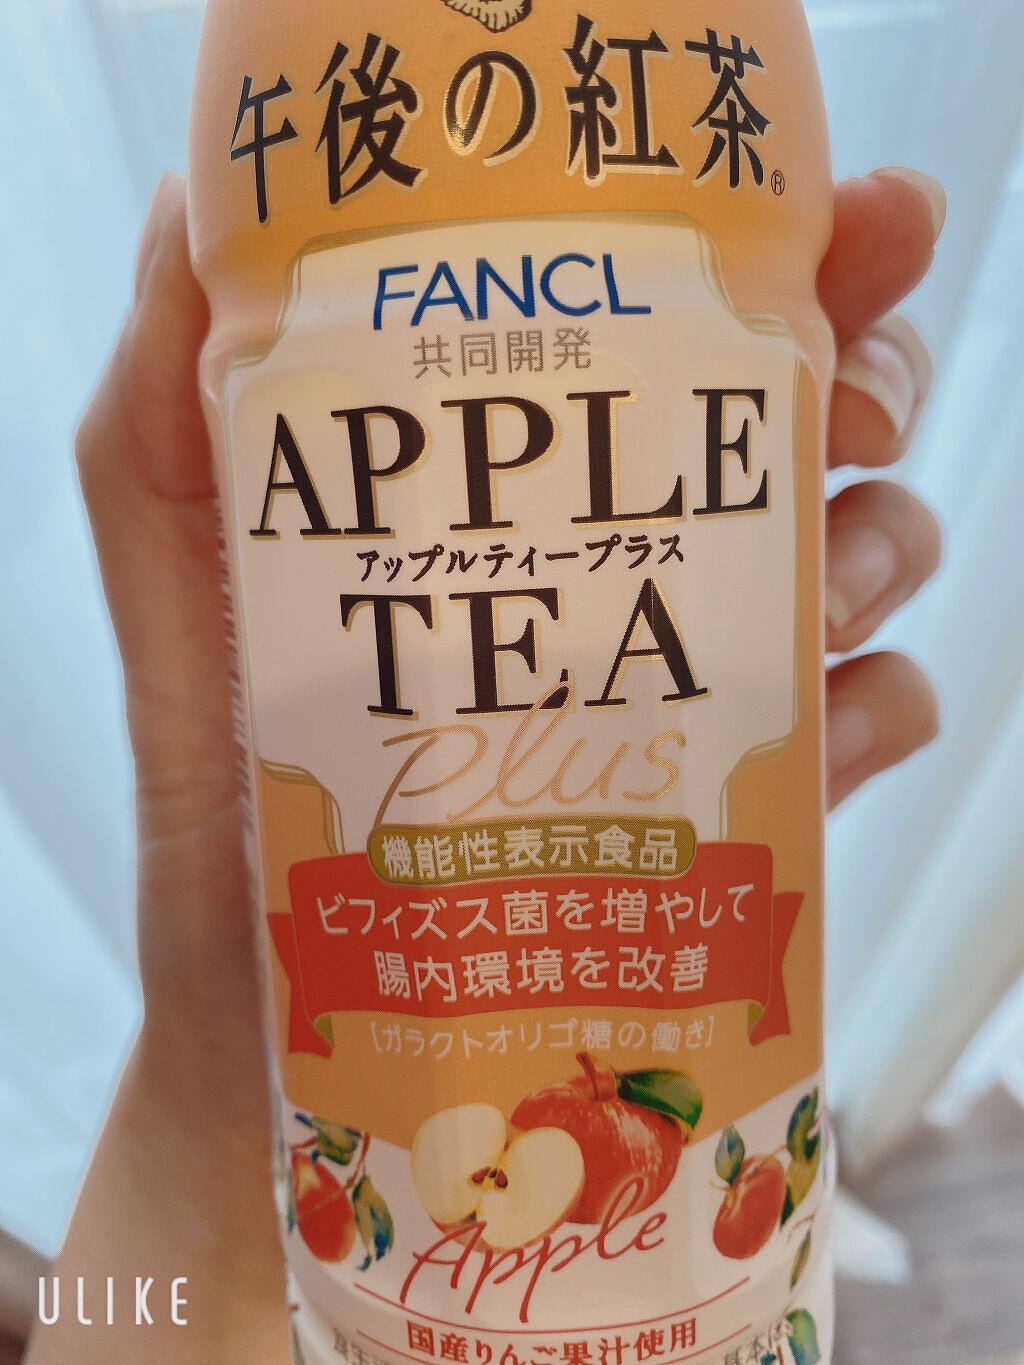 午後の紅茶®
FANCL
共同開発
APPLE
アップルティープラス
TEA
Plus
機能性表示食品
ビフィズス菌を増やして
腸内環境を改善
[ガラクトオリゴ糖の働き]
Apple
国産りんご果汁使用
ULIKE